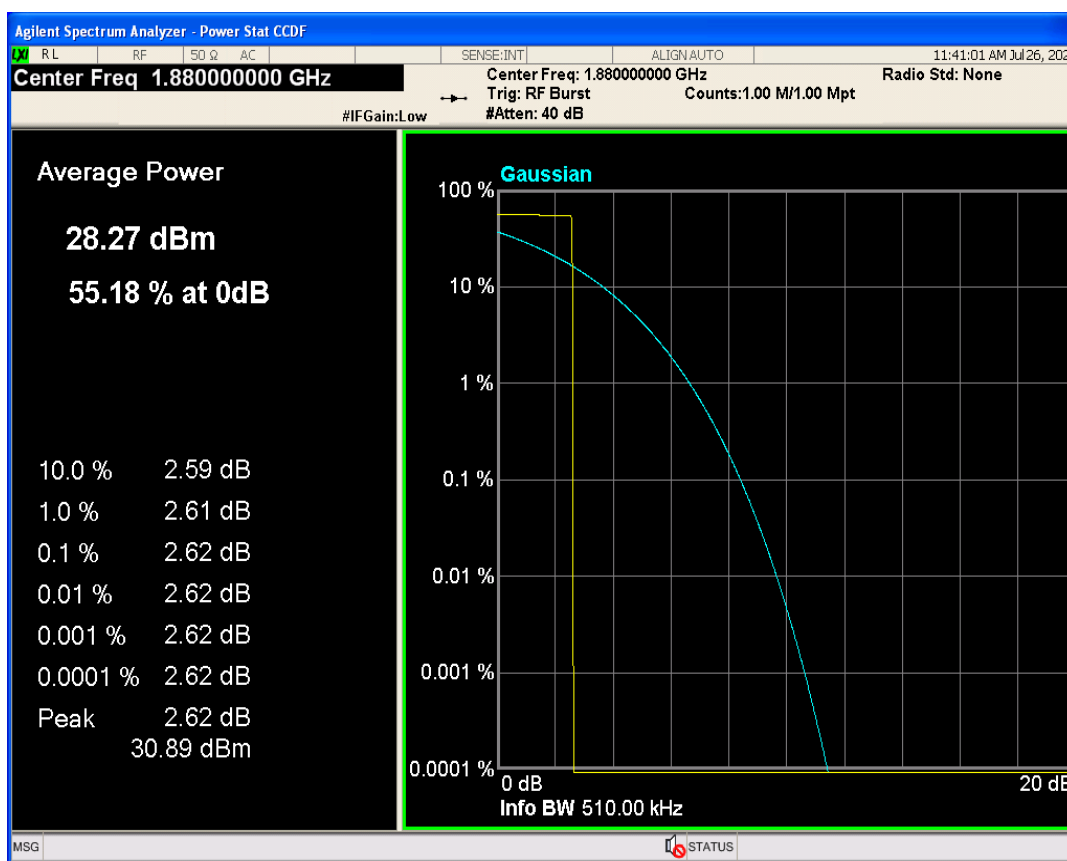 Agilent Spectrum Analyzer - Power Stat CCDF
LXI RL RF 50 Ω AC SENSE:INT ALIGN AUTO 11:41:01 AM Jul 26, 202
Center Freq 1.880000000 GHz
Center Freq: 1.880000000 GHz Radio Std: None
Trig: RF Burst Counts:1.00 M/1.00 Mpt
#IFGain:Low #Atten: 40 dB
Average Power
28.27 dBm
55.18 % at 0dB
10.0 % 2.59 dB
1.0 % 2.61 dB
0.1 % 2.62 dB
0.01 % 2.62 dB
0.001 % 2.62 dB
0.0001 % 2.62 dB
Peak 2.62 dB
30.89 dBm
Gaussian
100 %
10 %
1 %
0.1 %
0.01 %
0.001 %
0.0001 %
0 dB 20 dB
Info BW 510.00 kHz
MSG STATUS